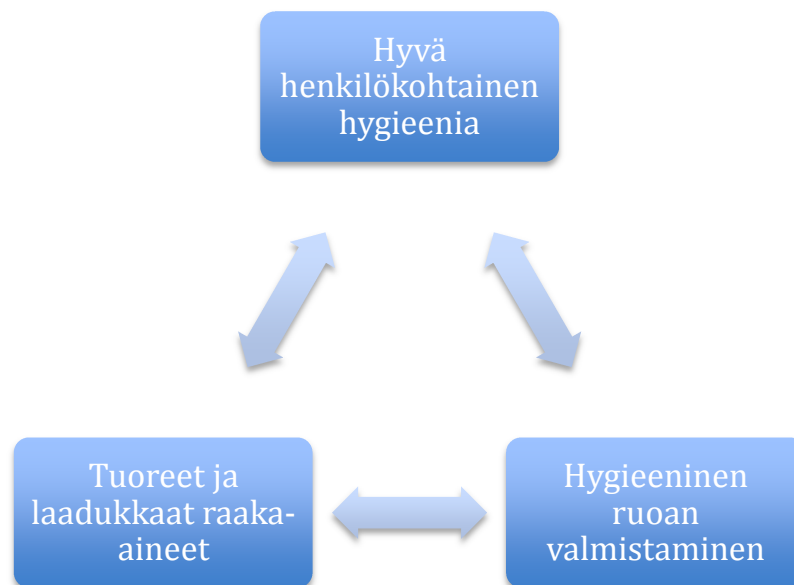 Hyvä
henkilökohtainen
hygieenia
Tuoreet ja
laadukkaat raaka-
aineet
Hygieeninen
ruoan
valmistaminen